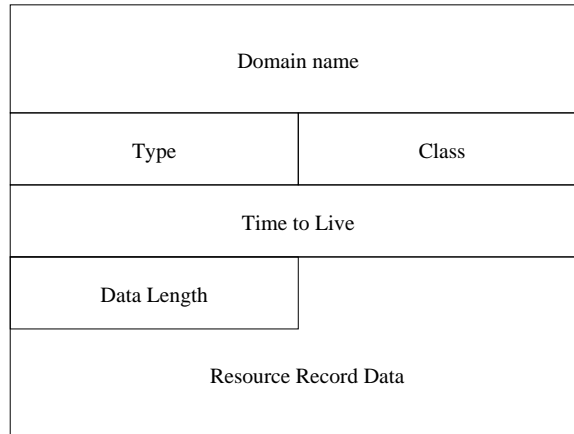 Domain name
Type
Class
Time to Live
Data Length
Resource Record Data